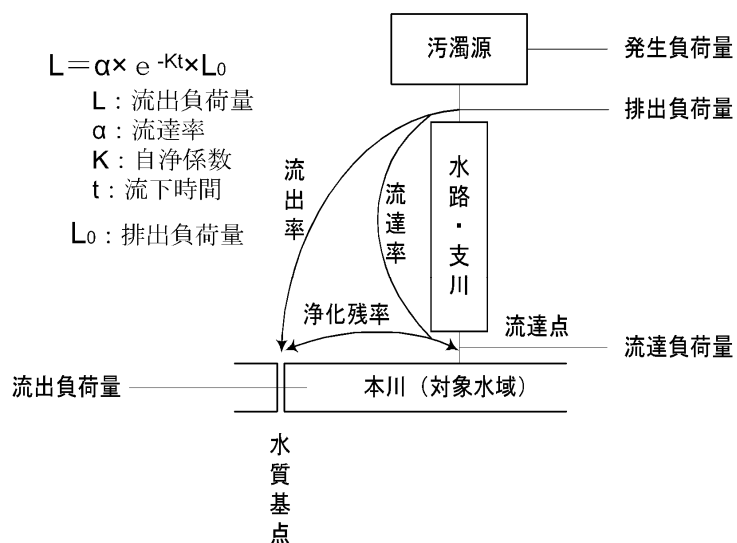 L＝α×ｅ-Kt×L0
L：流出負荷量
α：流達率
K：自浄係数
t：流下時間
L0：排出負荷量
汚濁源
発生負荷量
排出負荷量
流出率
流達率
水路・支川
浄化残率
流達点
流達負荷量
流出負荷量
本川（対象水域）
水質基点